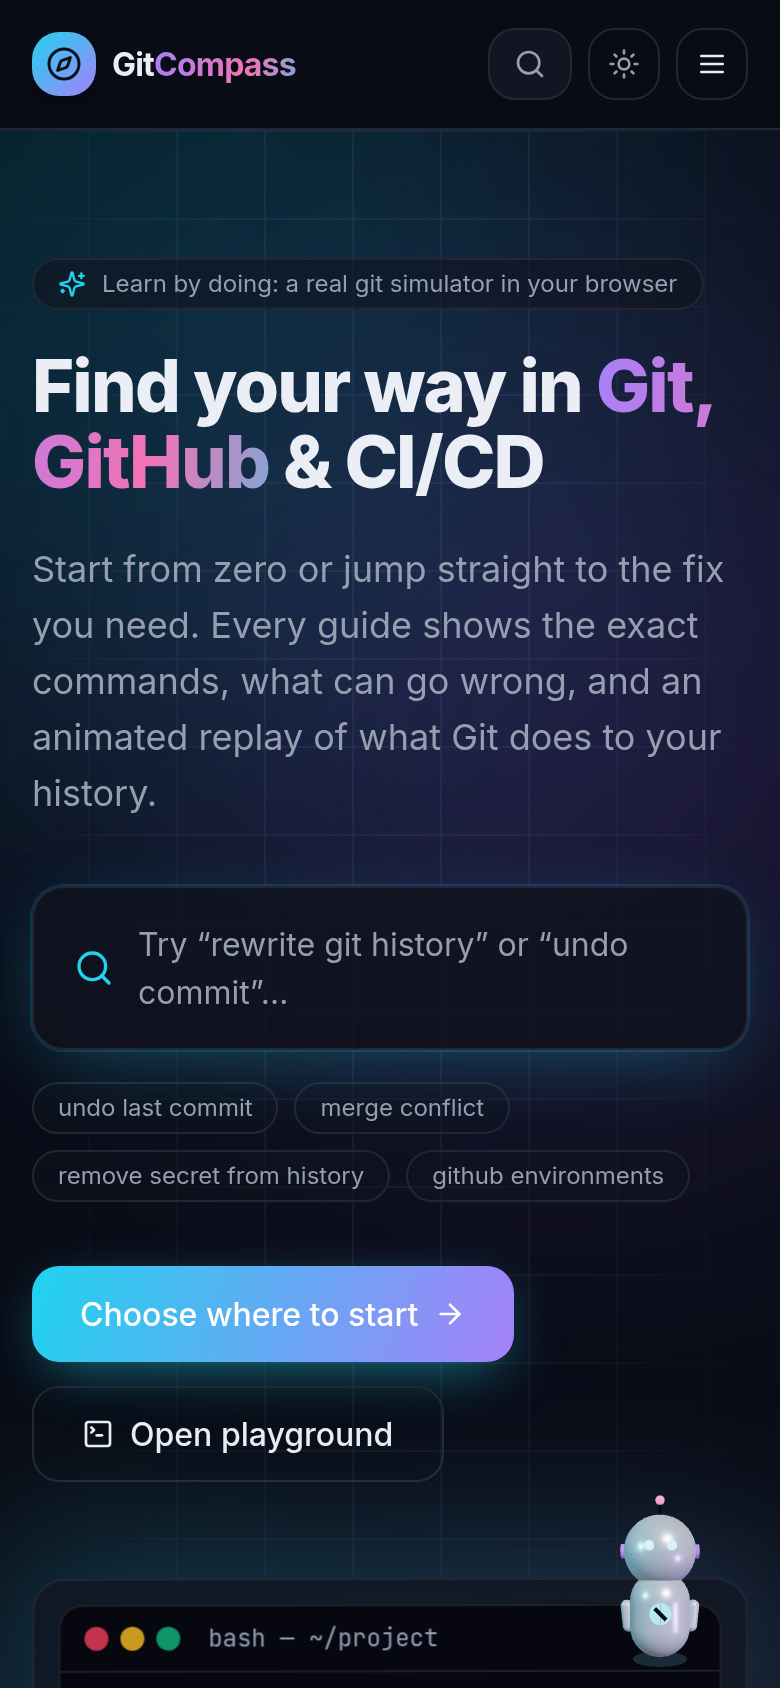 GitCompass
Learn by doing: a real git simulator in your browser
Find your way in Git,
GitHub & CI/CD
Start from zero or jump straight to the fix
you need. Every guide shows the exact
commands, what can go wrong, and an
animated replay of what Git does to your
history.
Try “rewrite git history” or “undo
commit”...
undo last commit
merge conflict
remove secret from history
github environments
Choose where to start →
Open playground
bash — ~/project